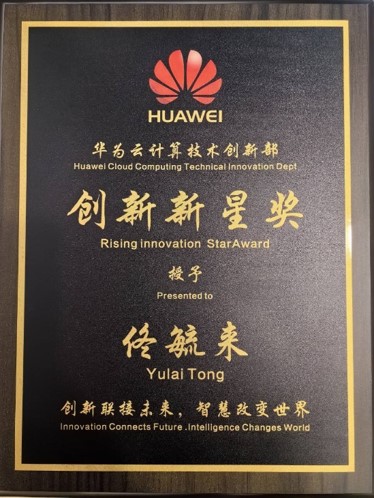 HUAWEI
华为云计算技术创新部
Huawei Cloud Computing Technical Innovation Dept
创新新星奖
Rising innovation StarAward
授予
Presented to
佟毓来
Yulai Tong
创新联接未来，智慧改变世界
Innovation Connects Future .Intelligence Changes World